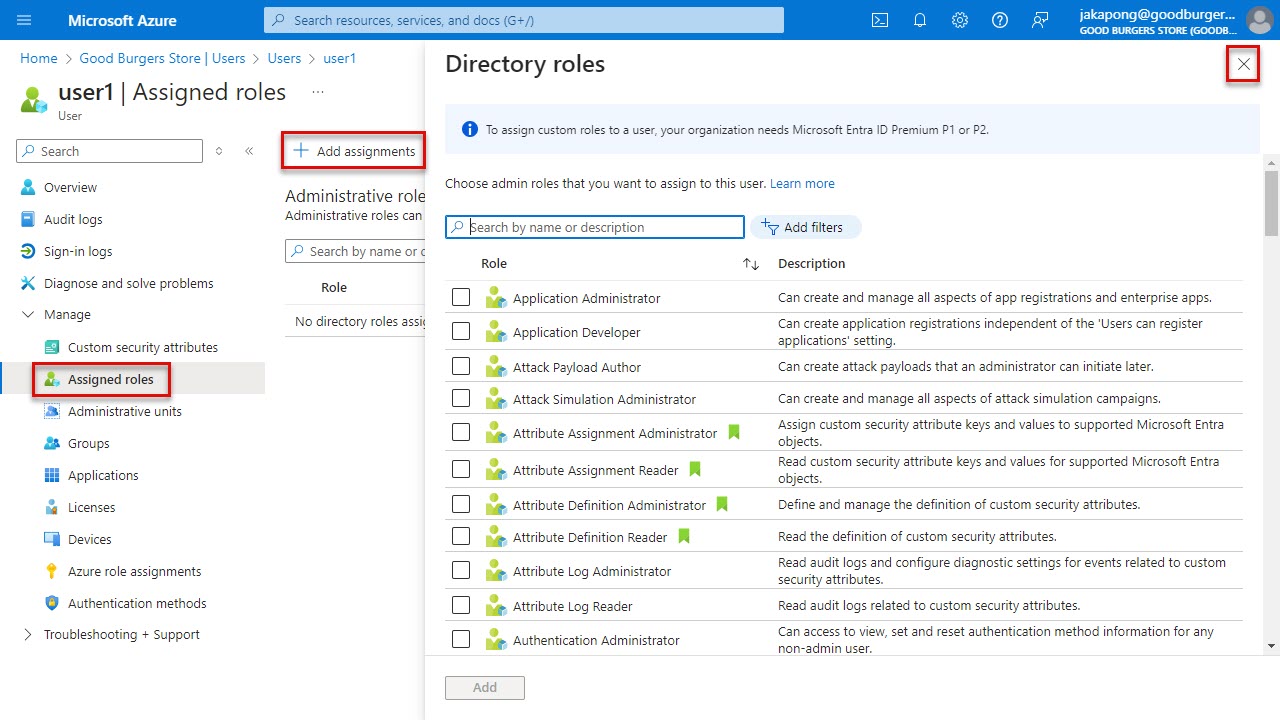 Microsoft Azure
Search resources, services, and docs (G+/)
jakapong@goodburger...
GOOD BURGERS STORE (GOODB...
Home > Good Burgers Store | Users > Users > user1
user1 | Assigned roles ...
User
Search
Overview
Audit logs
Sign-in logs
Diagnose and solve problems
Manage
Custom security attributes
Assigned roles
Administrative units
Groups
Applications
Licenses
Devices
Azure role assignments
Authentication methods
Troubleshooting + Support
Add assignments
Administrative role
Administrative roles can
Search by name or d
Role
No directory roles assig
Directory roles
To assign custom roles to a user, your organization needs Microsoft Entra ID Premium P1 or P2.
Choose admin roles that you want to assign to this user. Learn more
Search by name or description
Add filters
Role Description
Application Administrator Can create and manage all aspects of app registrations and enterprise apps.
Application Developer Can create application registrations independent of the 'Users can register
applications' setting.
Attack Payload Author Can create attack payloads that an administrator can initiate later.
Attack Simulation Administrator Can create and manage all aspects of attack simulation campaigns.
Attribute Assignment Administrator Assign custom security attribute keys and values to supported Microsoft Entra
objects.
Attribute Assignment Reader Read custom security attribute keys and values for supported Microsoft Entra
objects.
Attribute Definition Administrator Define and manage the definition of custom security attributes.
Attribute Definition Reader Read the definition of custom security attributes.
Attribute Log Administrator Read audit logs and configure diagnostic settings for events related to custom
security attributes.
Attribute Log Reader Read audit logs related to custom security attributes.
Authentication Administrator Can access to view, set and reset authentication method information for any
non-admin user.
Add